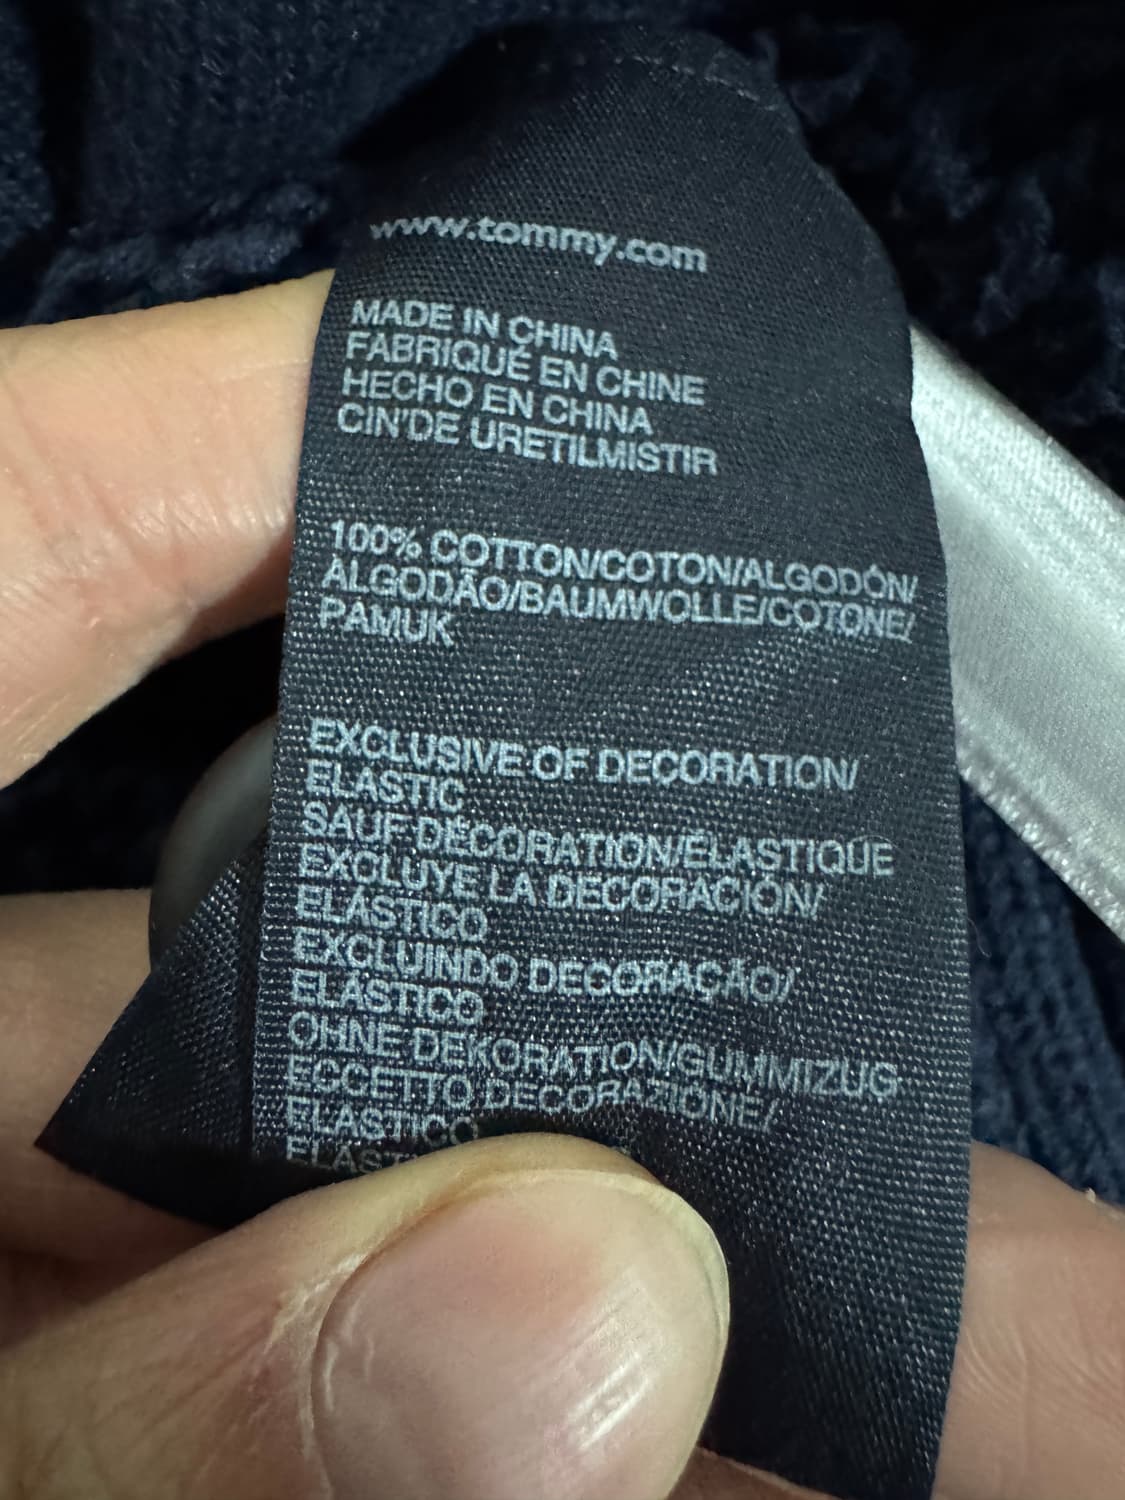 www.tommy.com
MADE IN CHINA
FABRIQUÉ EN CHINE
HECHO EN CHINA
CIN'DE URETILMISTIR
100% COTTON/COTON/ALGODÓN/
ALGODÃO/BAUMWOLLE/COTONE/
PAMUK
EXCLUSIVE OF DECORATION/
ELASTIC
SAUF DÉCORATION/ÉLASTIQUE
EXCLUYE LA DECORACIÓN/
ELÁSTICO
EXCLUINDO DECORAÇÃO/
ELÁSTICO
OHNE DEKORATION/GUMMIZUG
ECCETTO DECORAZIONE/
ELASTICO